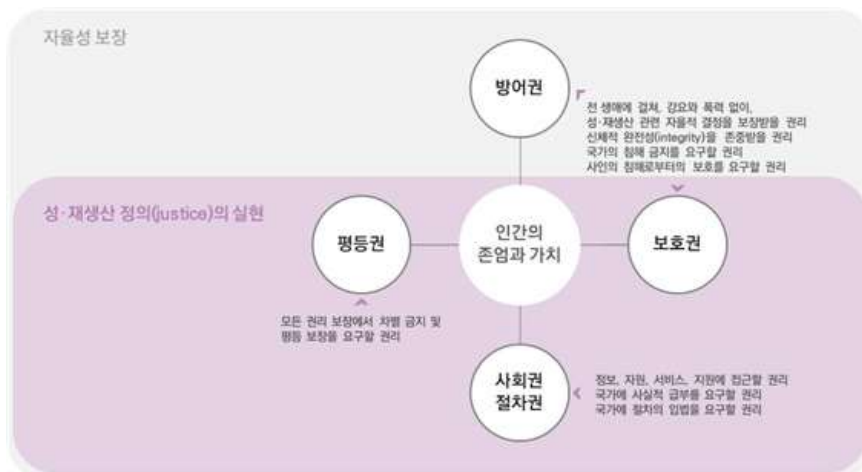 자율성 보장
방어권
전 생애에 걸쳐, 강요와 폭력 없이,
성·재생산 관련 자율적 결정을 보장받을 권리
신체적 완전성(integrity)을 존중받을 권리
국가의 침해 금지를 요구할 권리
사인의 침해로부터의 보호를 요구할 권리
성·재생산 정의(justice)의 실현
평등권
인간의
존엄과 가치
보호권
모든 권리 보장에서 차별 금지 및
평등 보장을 요구할 권리
사회권
절차권
정보, 자원, 서비스, 지원에 접근할 권리
국가에 사실적 급부를 요구할 권리
국가에 절차의 입법을 요구할 권리